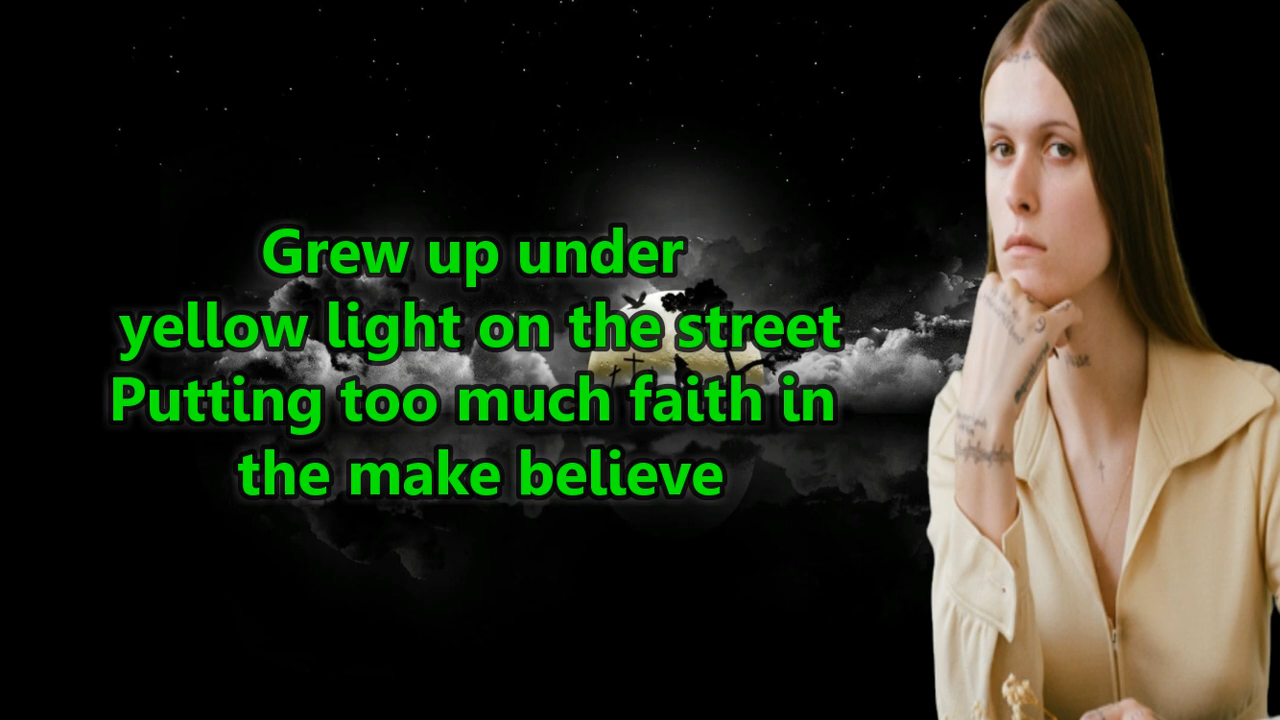 Grew up under
yellow light on the street
Putting too much faith in
the make believe